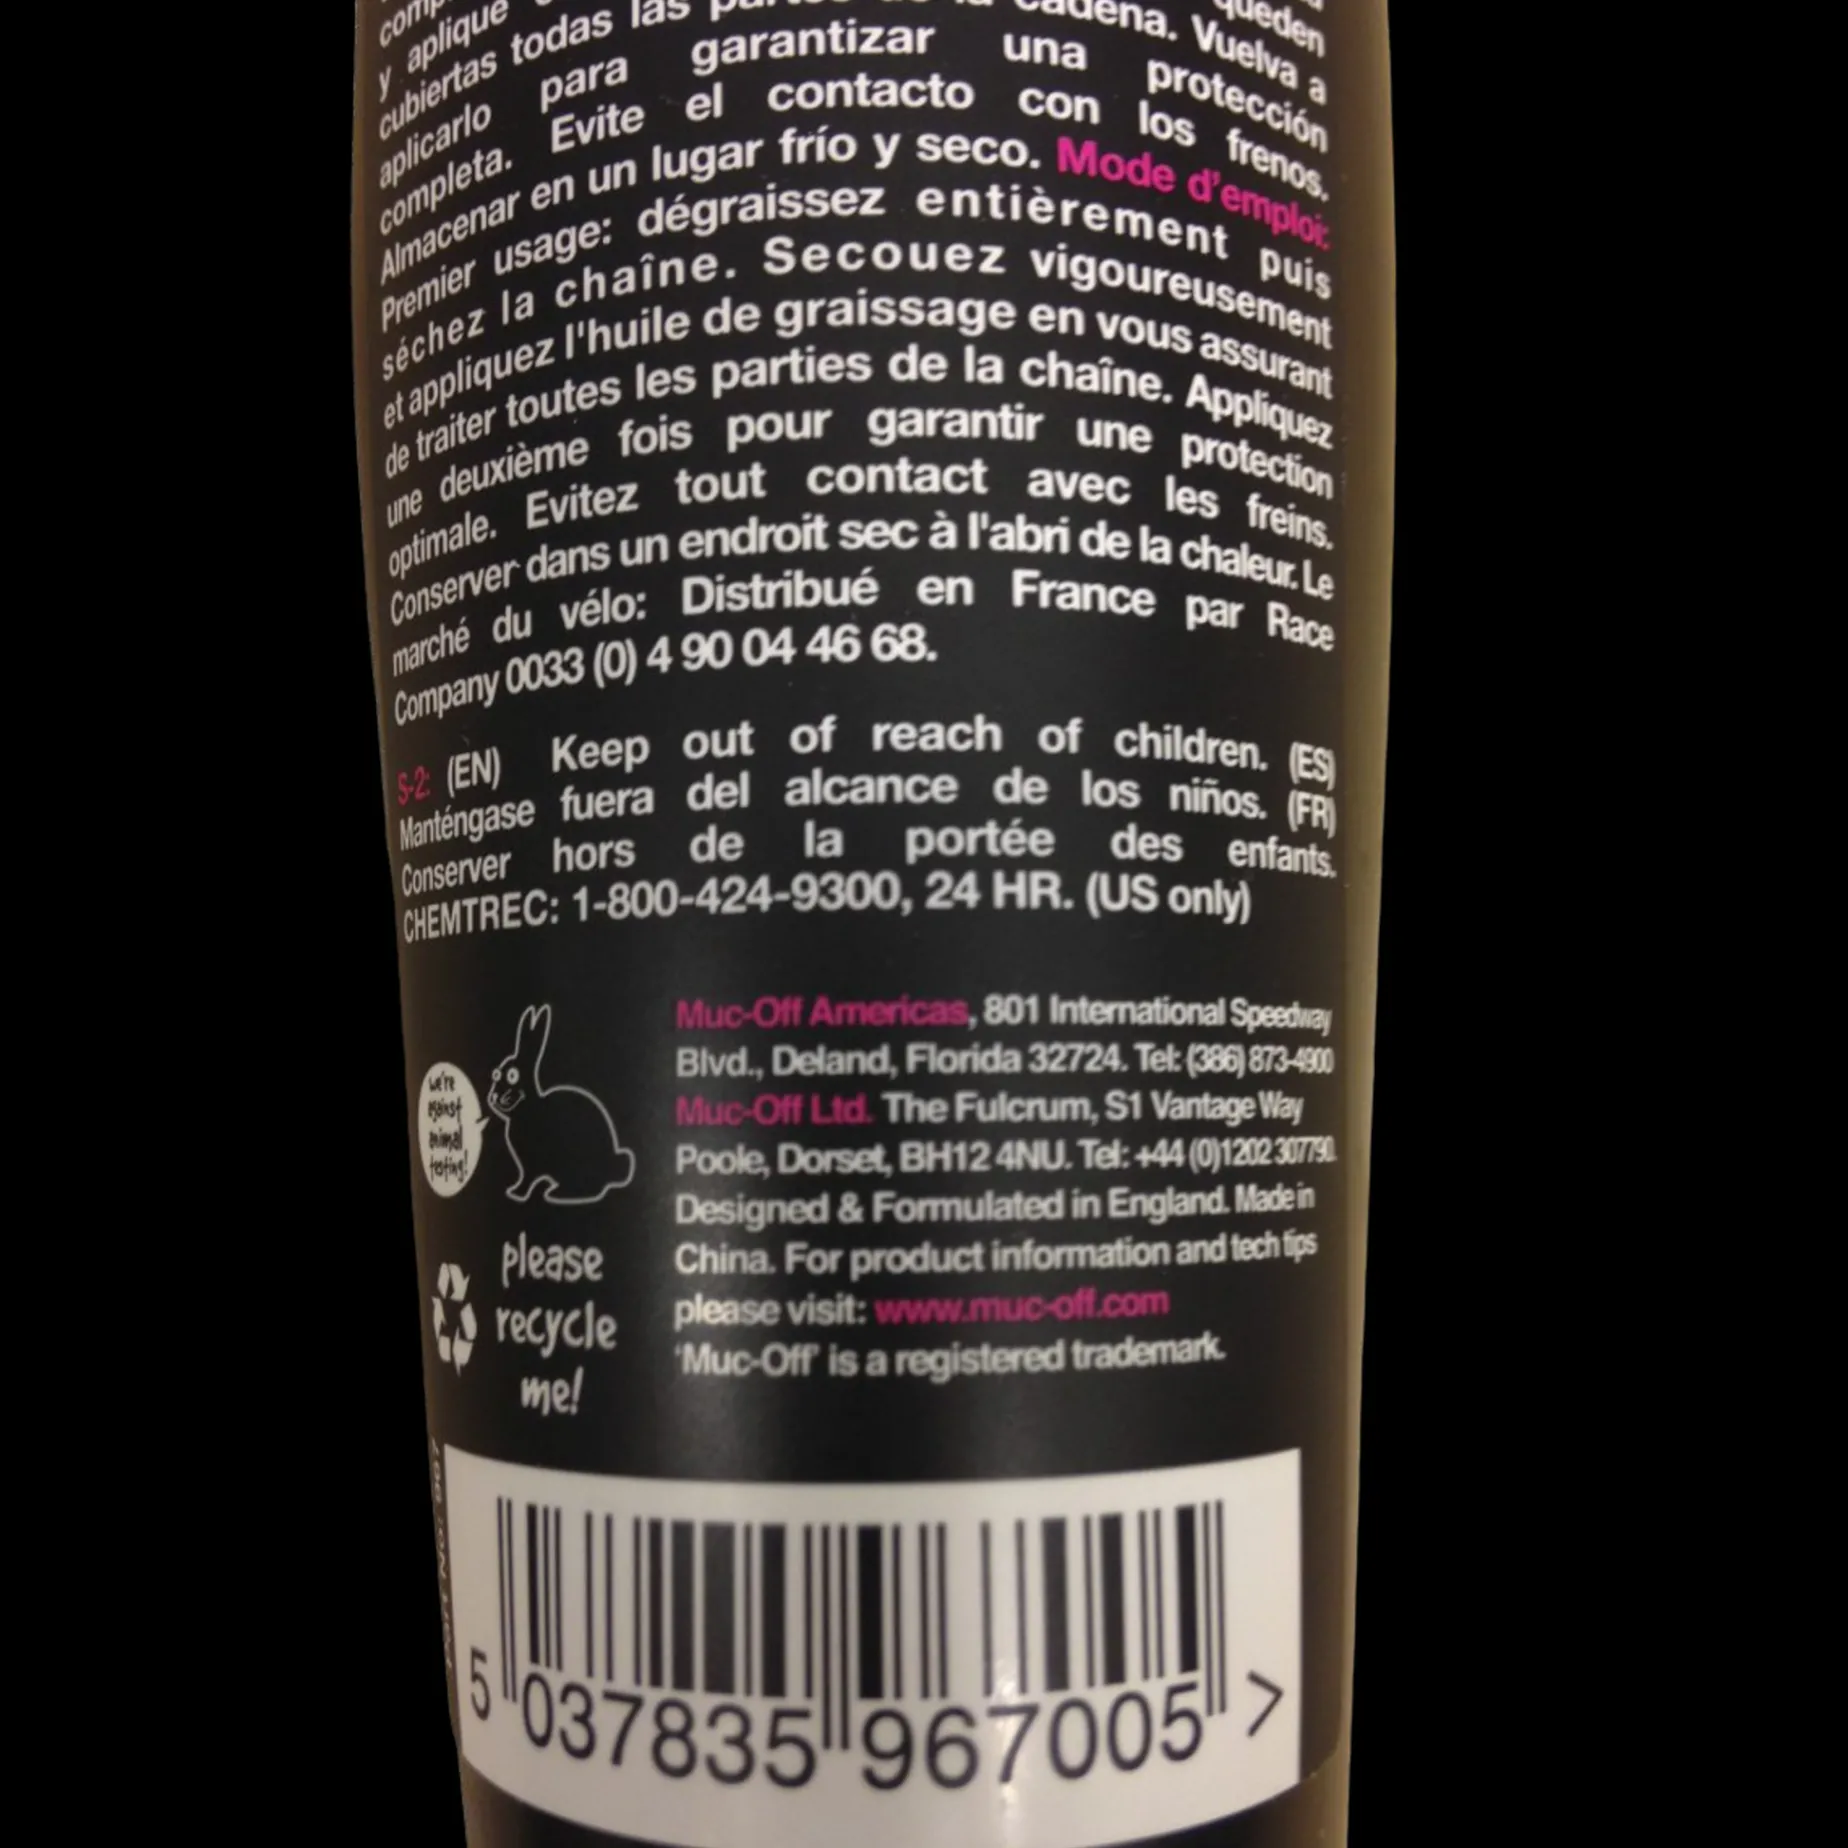 y aplique
queden
cubiertas todas las partes de la cadena. Vuelva a
aplicarlo para garantizar una protección
completa. Evite el contacto con los frenos.
Almacenar en un lugar frío y seco. Mode d'emploi:
Premier usage: dégraissez entièrement puis
séchez la chaîne. Secouez vigoureusement
et appliquez l'huile de graissage en vous assurant
de traiter toutes les parties de la chaîne. Appliquez
une deuxième fois pour garantir une protection
optimale. Evitez tout contact avec les freins.
Conserver dans un endroit sec à l'abri de la chaleur. Le
marché du vélo: Distribué en France par Race
Company 0033 (0) 4 90 04 46 68.
S-2: (EN) Keep out of reach of children. (ES)
Manténgase fuera del alcance de los niños. (FR)
Conserver hors de la portée des enfants.
CHEMTREC: 1-800-424-9300, 24 HR. (US only)
we're
against
animal
testing!
please
recycle
me!
Muc-Off Americas, 801 International Speedway
Blvd., Deland, Florida 32724. Tel: (386) 873-4900
Muc-Off Ltd. The Fulcrum, S1 Vantage Way
Poole, Dorset, BH12 4NU. Tel: +44 (0)1202 307790.
Designed & Formulated in England. Made in
China. For product information and tech tips
please visit: www.muc-off.com
'Muc-Off' is a registered trademark.
5 037835 967005 >